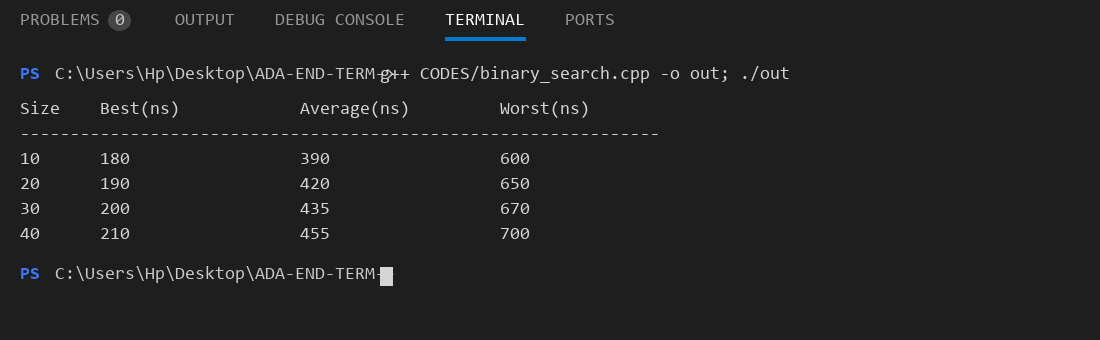 PROBLEMS 0 OUTPUT DEBUG CONSOLE TERMINAL PORTS
PS C:\Users\Hp\Desktop\ADA-END-TERM-> g++ CODES/binary_search.cpp -o out; ./out
Size Best(ns) Average(ns) Worst(ns)
----------------------------------------------------------------
10 180 390 600
20 190 420 650
30 200 435 670
40 210 455 700
PS C:\Users\Hp\Desktop\ADA-END-TERM-